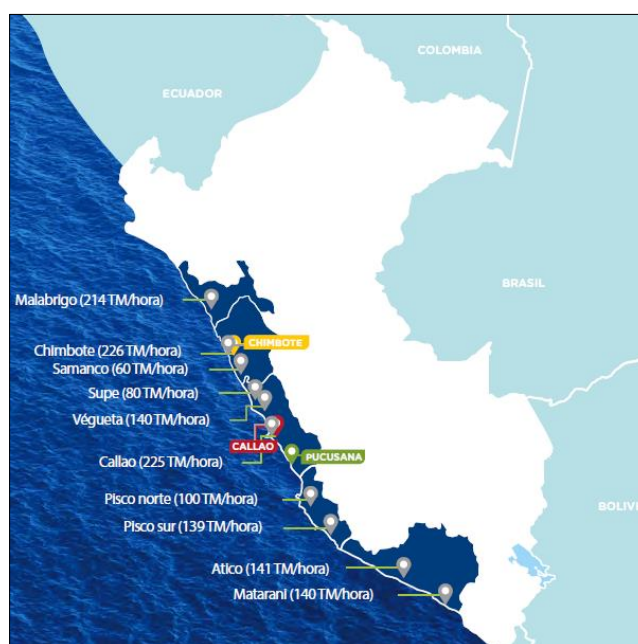 COLOMBIA
ECUADOR
BRASIL
Malabrigo (214 TM/hora)
CHIMBOTE
Chimbote (226 TM/hora)
Samanco (60 TM/hora)
Supe (80 TM/hora)
Végueta (140 TM/hora)
CALLAO
PUCUSANA
Callao (225 TM/hora)
Pisco norte (100 TM/hora)
BOLIVI
Pisco sur (139 TM/hora)
Atico (141 TM/hora)
Matarani (140 TM/hora)